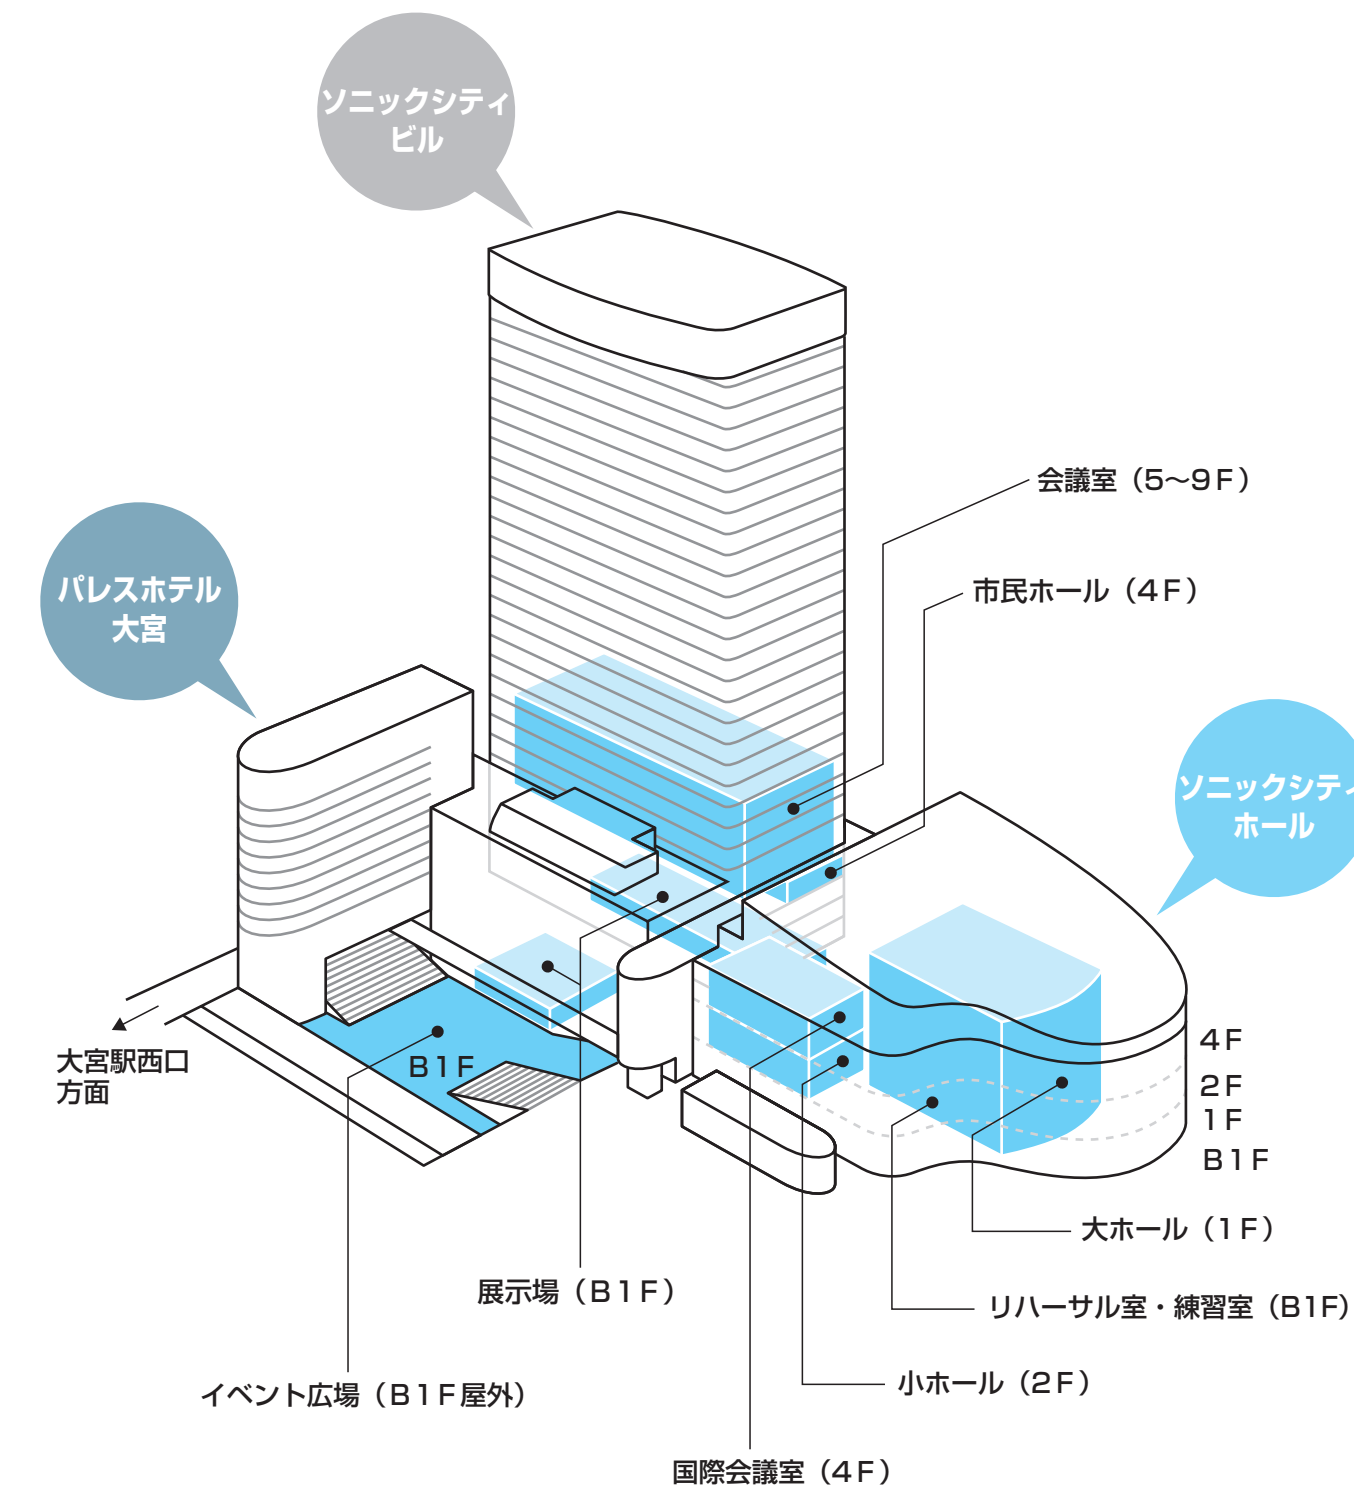 ソニックシティ
ビル
会議室（5〜9F）
市民ホール（4F）
パレスホテル
大宮
ソニックシティ
ホール
大宮駅西口
方面
B1F
4F
2F
1F
B1F
大ホール（1F）
展示場（B1F）
リハーサル室・練習室（B1F）
小ホール（2F）
イベント広場（B1F屋外）
国際会議室（4F）